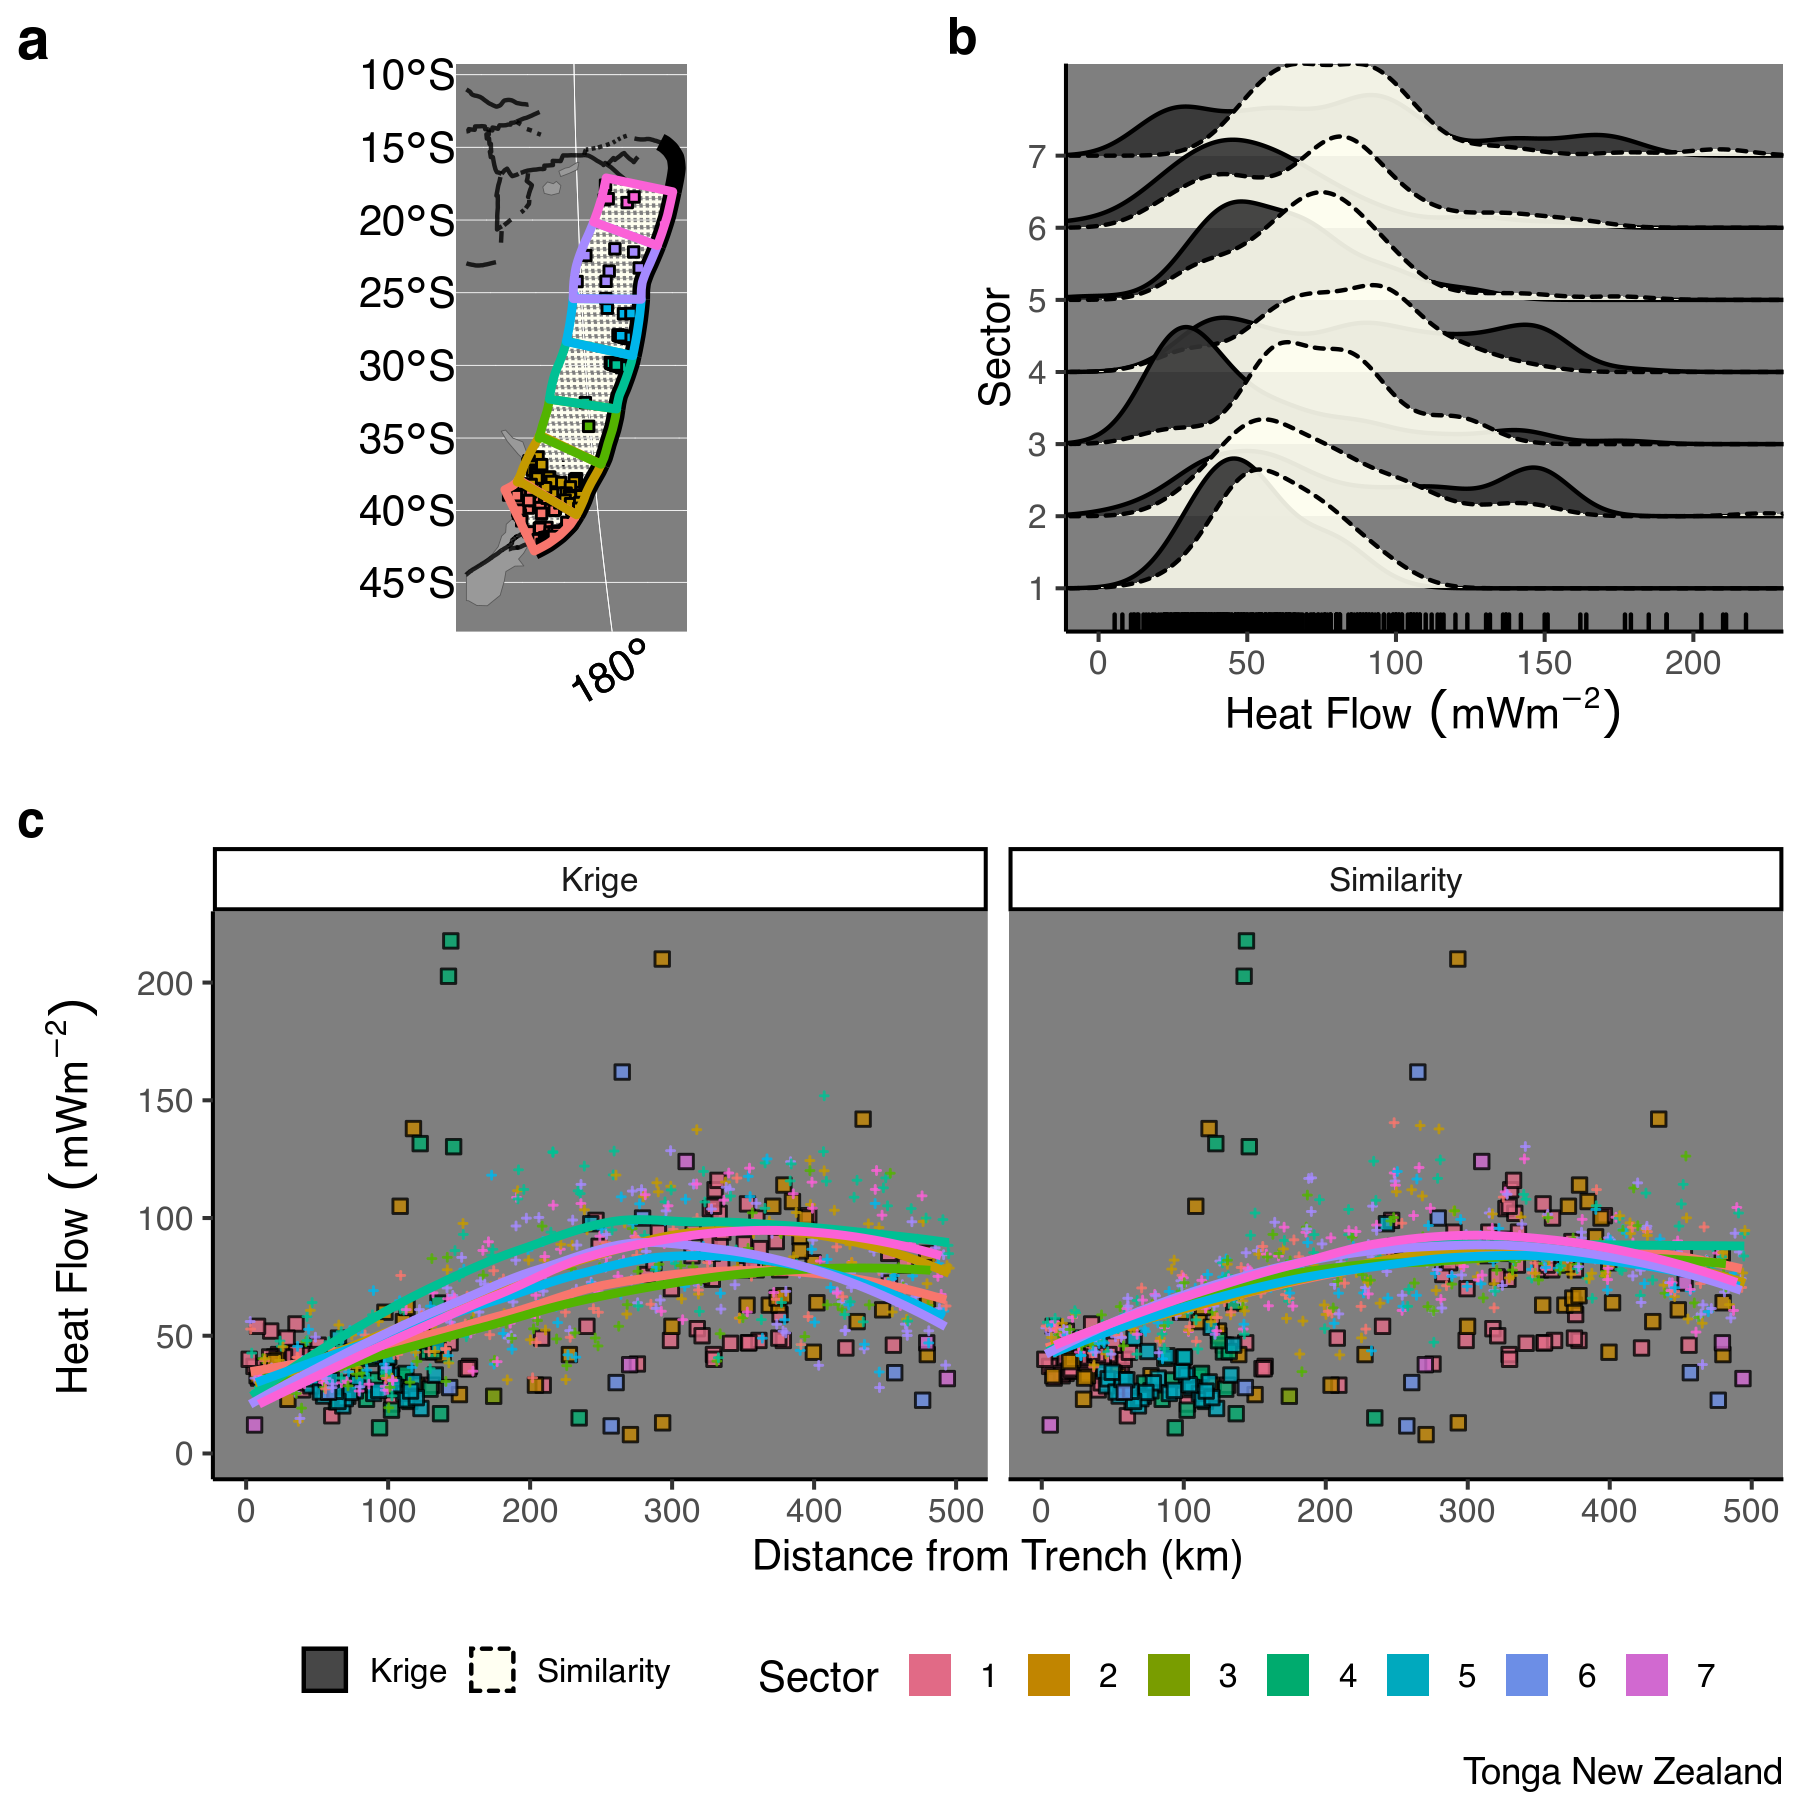 a
10°S
15°S
20°S
25°S
30°S
35°S
40°S
45°S
180°
b
Sector
7
6
5
4
3
2
1
0 50 100 150 200
Heat Flow (mWm−2)
c
Krige Similarity
Heat Flow (mWm−2)
200
150
100
50
0
0 100 200 300 400 500 0 100 200 300 400 500
Distance from Trench (km)
Krige Similarity Sector 1 2 3 4 5 6 7
Tonga New Zealand